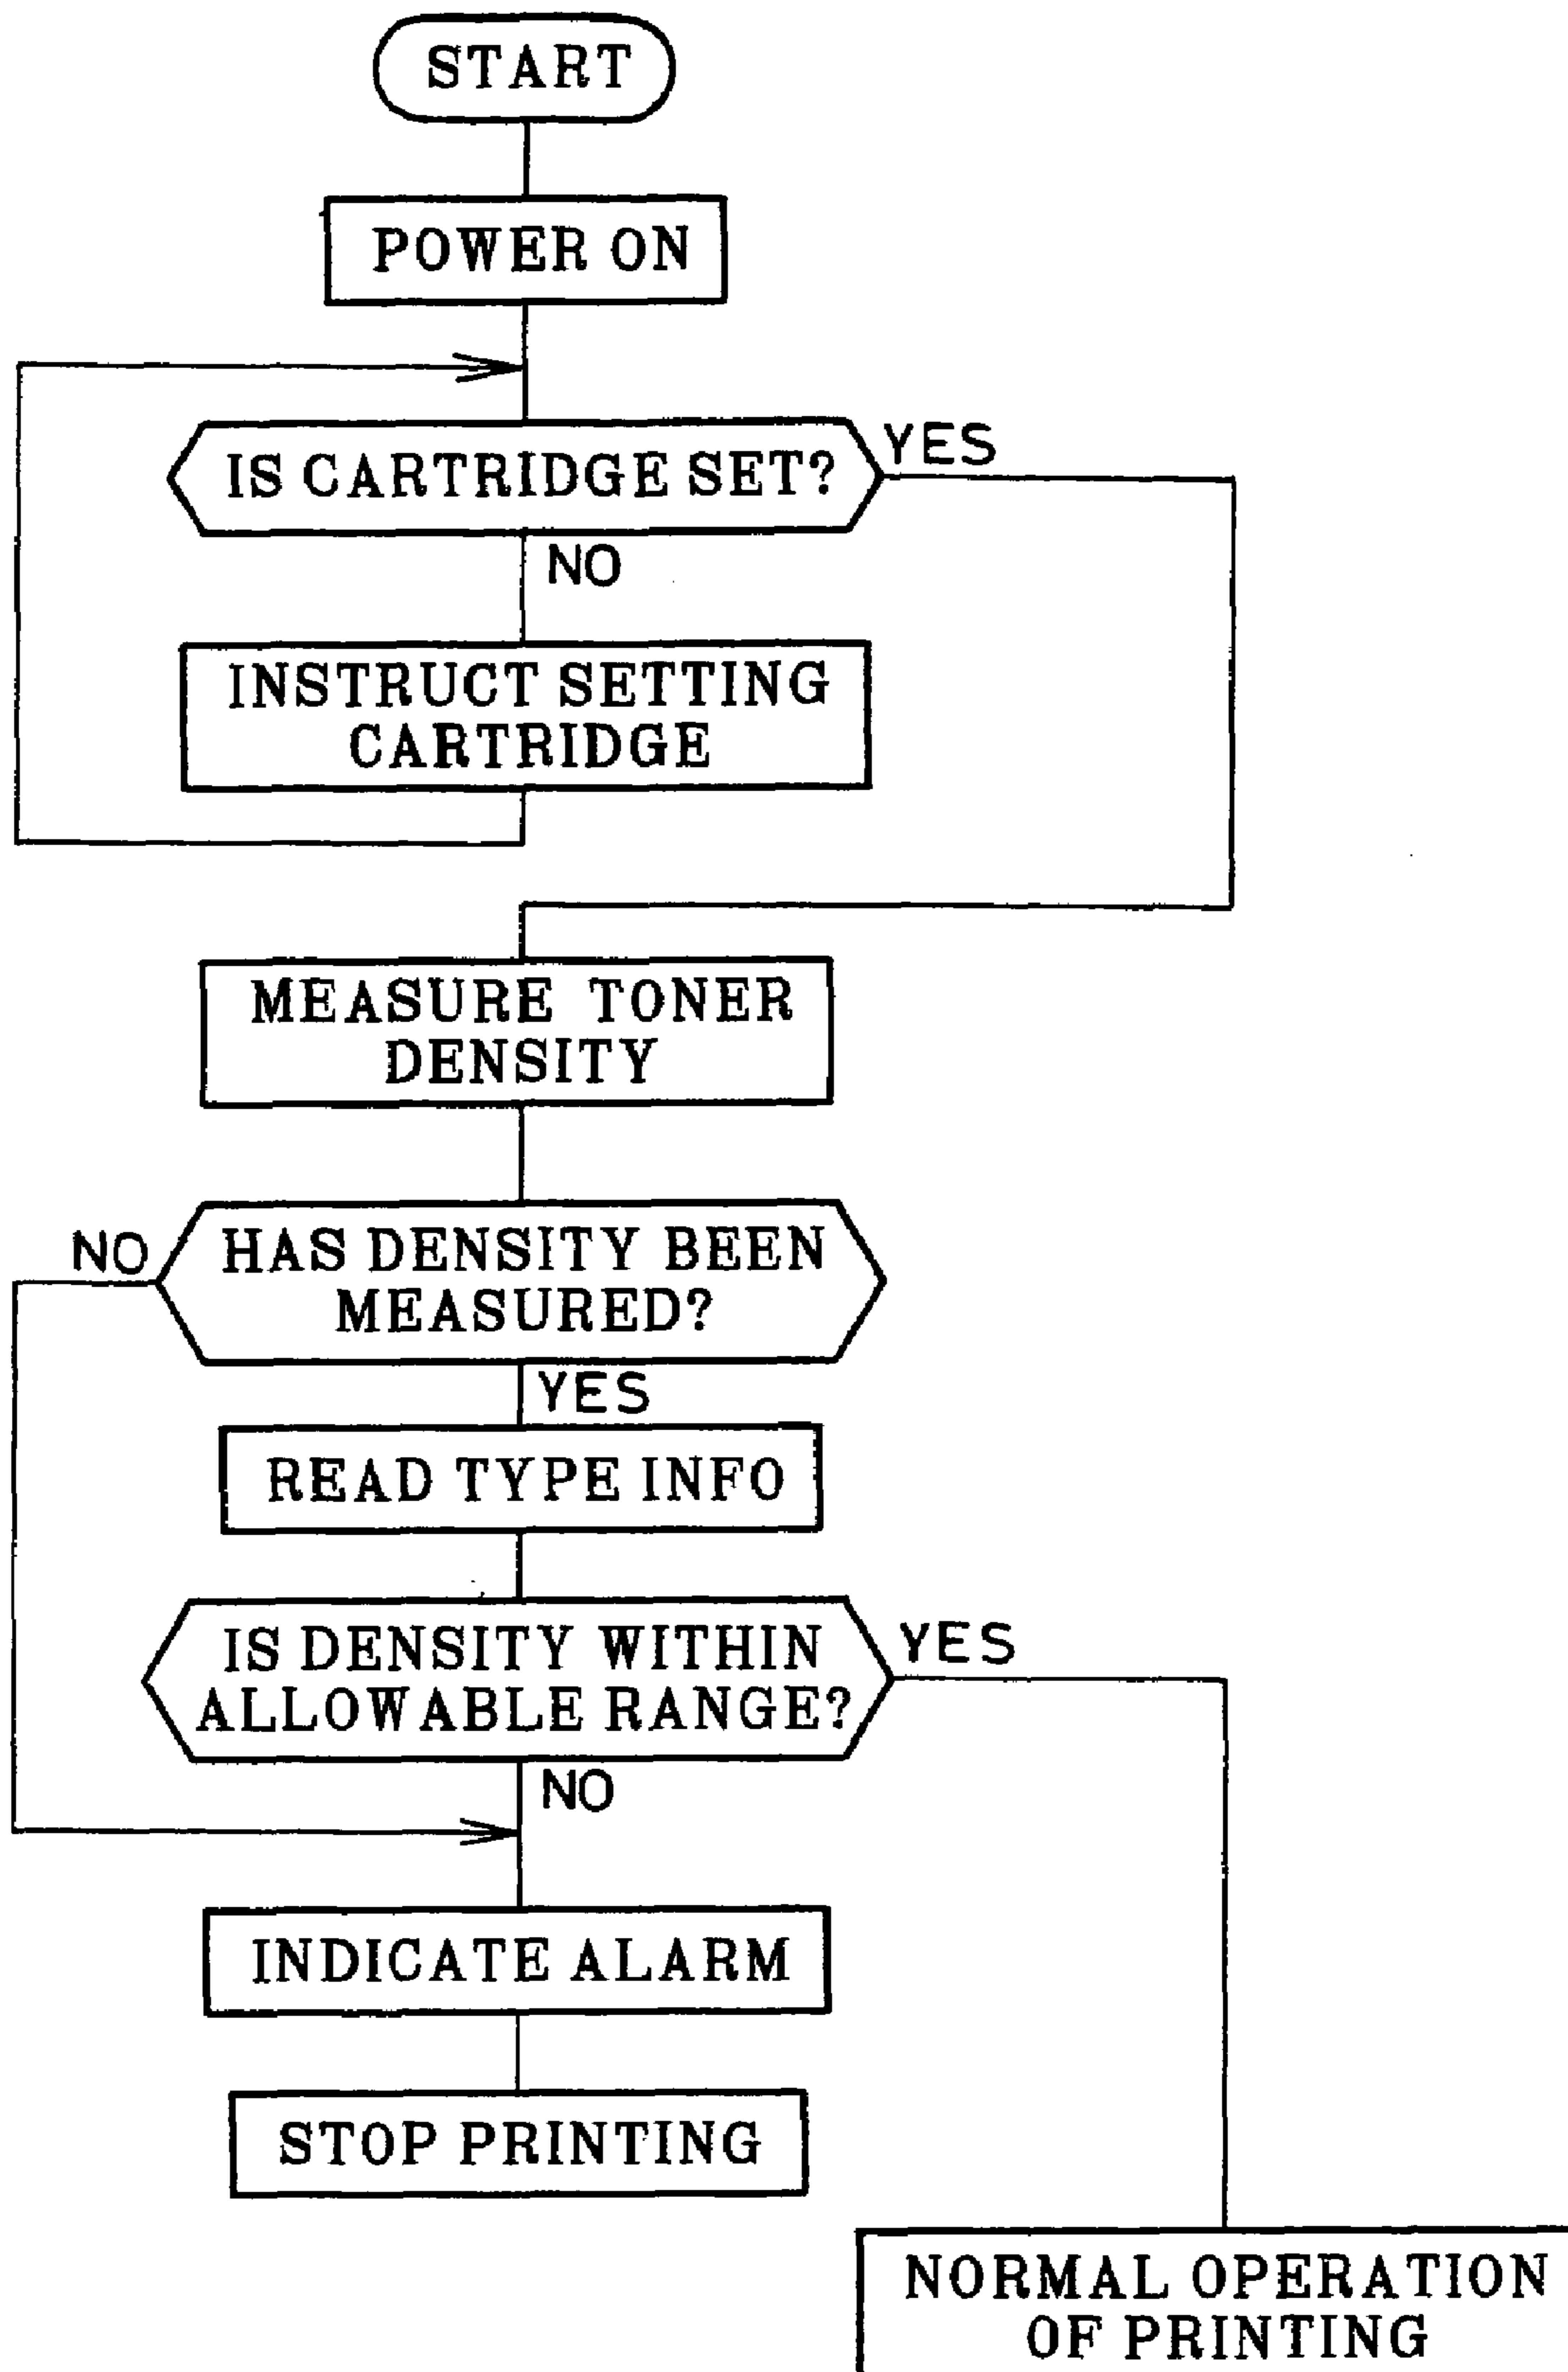 START
POWER ON
IS CARTRIDGE SET?
YES
NO
INSTRUCT SETTING
CARTRIDGE
MEASURE TONER
DENSITY
NO
HAS DENSITY BEEN
MEASURED?
YES
READ TYPE INFO
IS DENSITY WITHIN
ALLOWABLE RANGE?
YES
NO
INDICATE ALARM
STOP PRINTING
NORMAL OPERATION
OF PRINTING